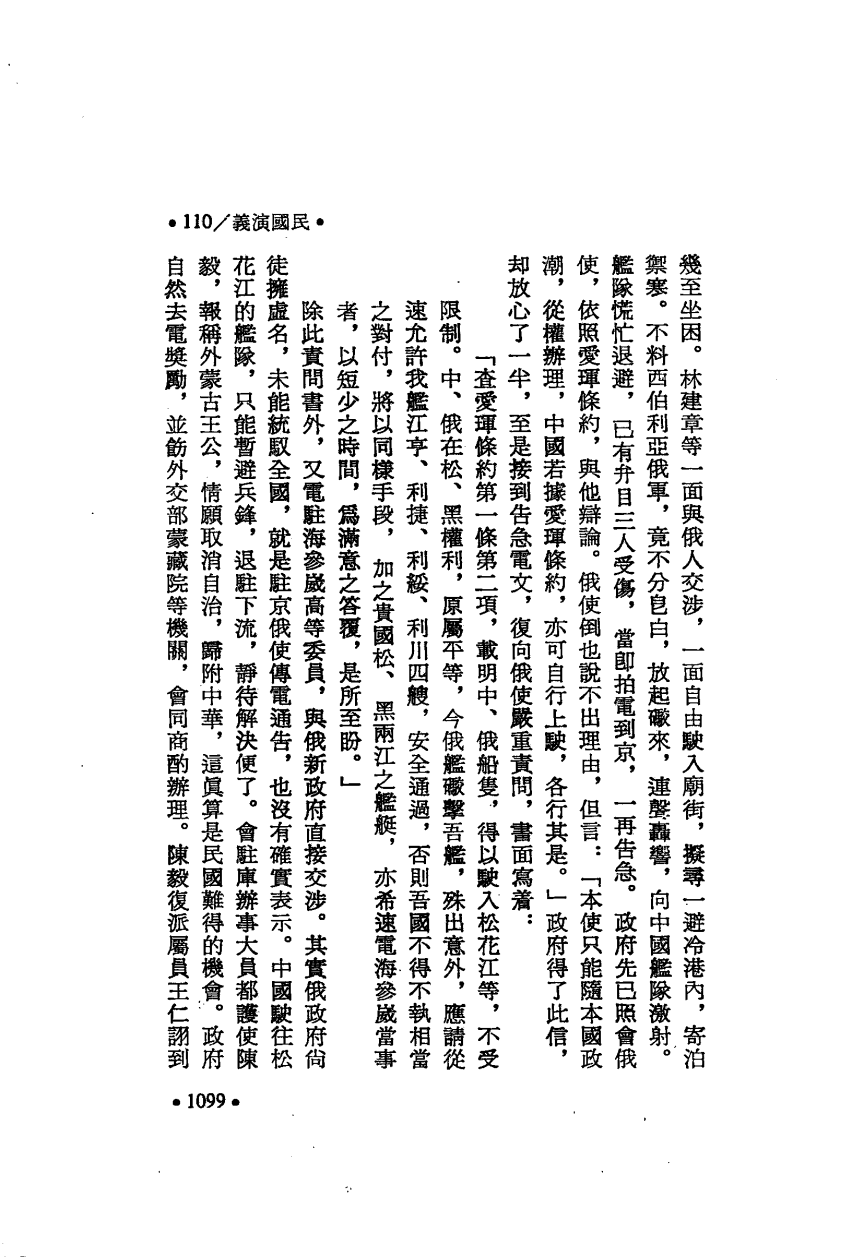 •110/義演國民•
幾至坐困。林建章等一面與俄人交涉，一面自由駛入廟街，擬尋一避冷港內，寄泊
禦寒。不料西伯利亞俄軍，竟不分皀白，放起礮來，連聲轟響，向中國艦隊激射。
艦隊慌忙退避，已有弁目三人受傷，當卽拍電到京，一再告急。政府先已照會俄
使，依照愛琿條約，與他辯論。俄使倒也說不出理由，但言：「本使只能隨本國政
潮，從權辦理，中國若據愛琿條約，亦可自行上駛，各行其是。」政府得了此信，
却放心了一半，至是接到告急電文，復向俄使嚴重責問，書面寫着：
「查愛琿條約第一條第二項，載明中、俄船隻，得以駛入松花江等，不受
限制。中、俄在松、黑權利，原屬平等，今俄艦礮擊吾艦，殊出意外，應請從
速允許我艦江亨、利捷、利綏、利川四艘，安全通過，否則吾國不得不執相當
之對付，將以同樣手段，加之貴國松、黑兩江之艦艇，亦希速電海參崴當事
者，以短少之時間，爲滿意之答覆，是所至盼。」
除此責問書外，又電駐海參崴高等委員，與俄新政府直接交涉。其實俄政府尙
徒擁虛名，未能統馭全國，就是駐京俄使傳電通告，也沒有確實表示。中國駛往松
花江的艦隊，只能暫避兵鋒，退駐下流，靜待解決便了。會駐庫辦事大員都護使陳
毅，報稱外蒙古王公，情願取消自治，歸附中華，這眞算是民國難得的機會。政府
自然去電獎勵，並飭外交部蒙藏院等機關，會同商酌辦理。陳毅復派屬員王仁詡到
•1099•